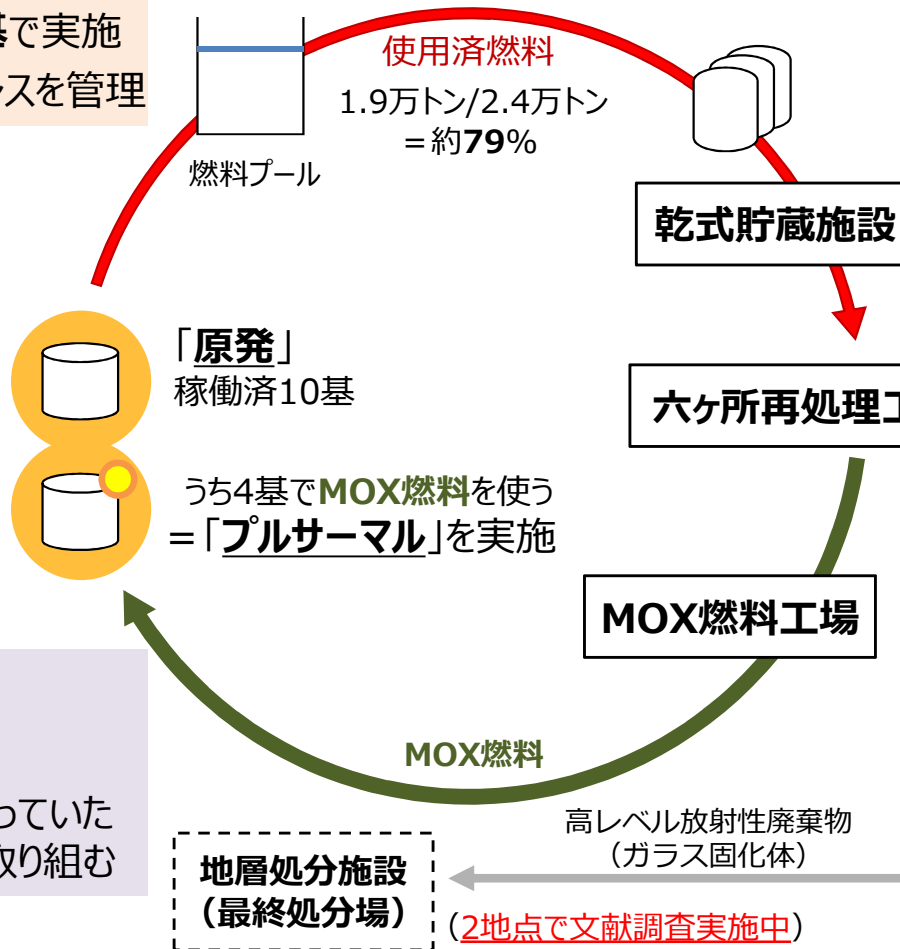 基で実施
スを管理
使用済燃料
1.9万トン/2.4万トン
=約79%
燃料プール
乾式貯蔵施設
「原発」
稼働済10基
六ケ所再処理
うち4基でMOX燃料を使う
=「プルサーマル」を実施
MOX燃料工場
MOX燃料
っていた
取り組む
高レベル放射性廃棄物
(ガラス固化体)
地層処分施設
(最終処分場)
(2地点で文献調査実施中)